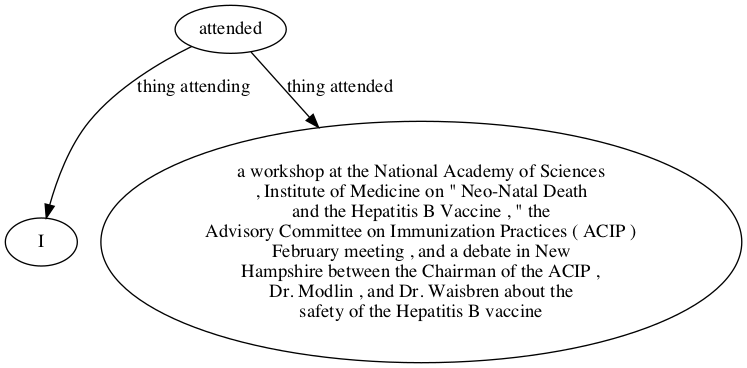 attended
thing attending
thing attended
I
a workshop at the National Academy of Sciences
, Institute of Medicine on " Neo-Natal Death
and the Hepatitis B Vaccine , " the
Advisory Committee on Immunization Practices ( ACIP )
February meeting , and a debate in New
Hampshire between the Chairman of the ACIP ,
Dr. Modlin , and Dr. Waisbren about the
safety of the Hepatitis B vaccine